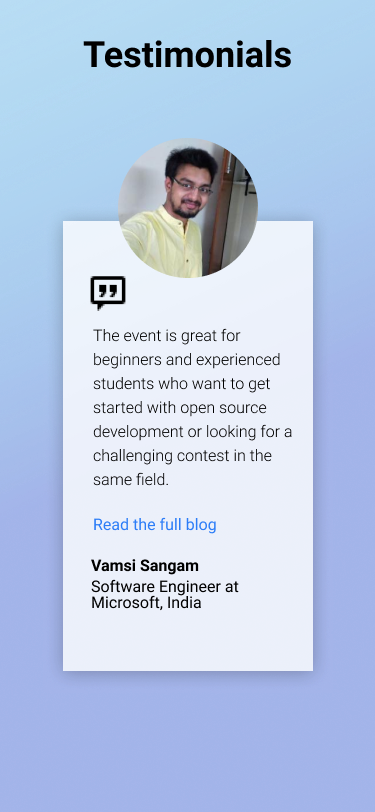 Testimonials
The event is great for
beginners and experienced
students who want to get
started with open source
development or looking for a
challenging contest in the
same field.
Read the full blog
Vamsi Sangam
Software Engineer at
Microsoft, India